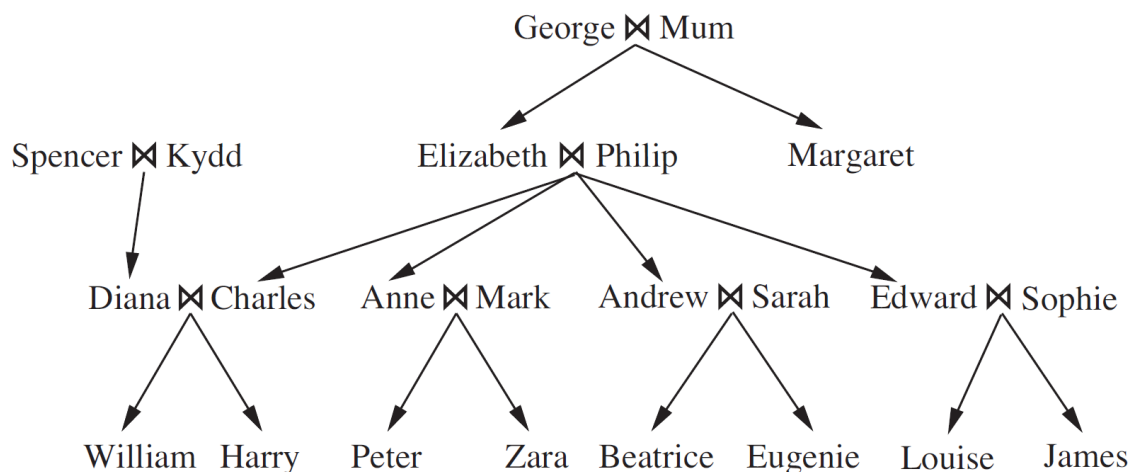 George ⋈ Mum
Spencer ⋈ Kydd Elizabeth ⋈ Philip Margaret
Diana ⋈ Charles Anne ⋈ Mark Andrew ⋈ Sarah Edward ⋈ Sophie
William Harry Peter Zara Beatrice Eugenie Louise James